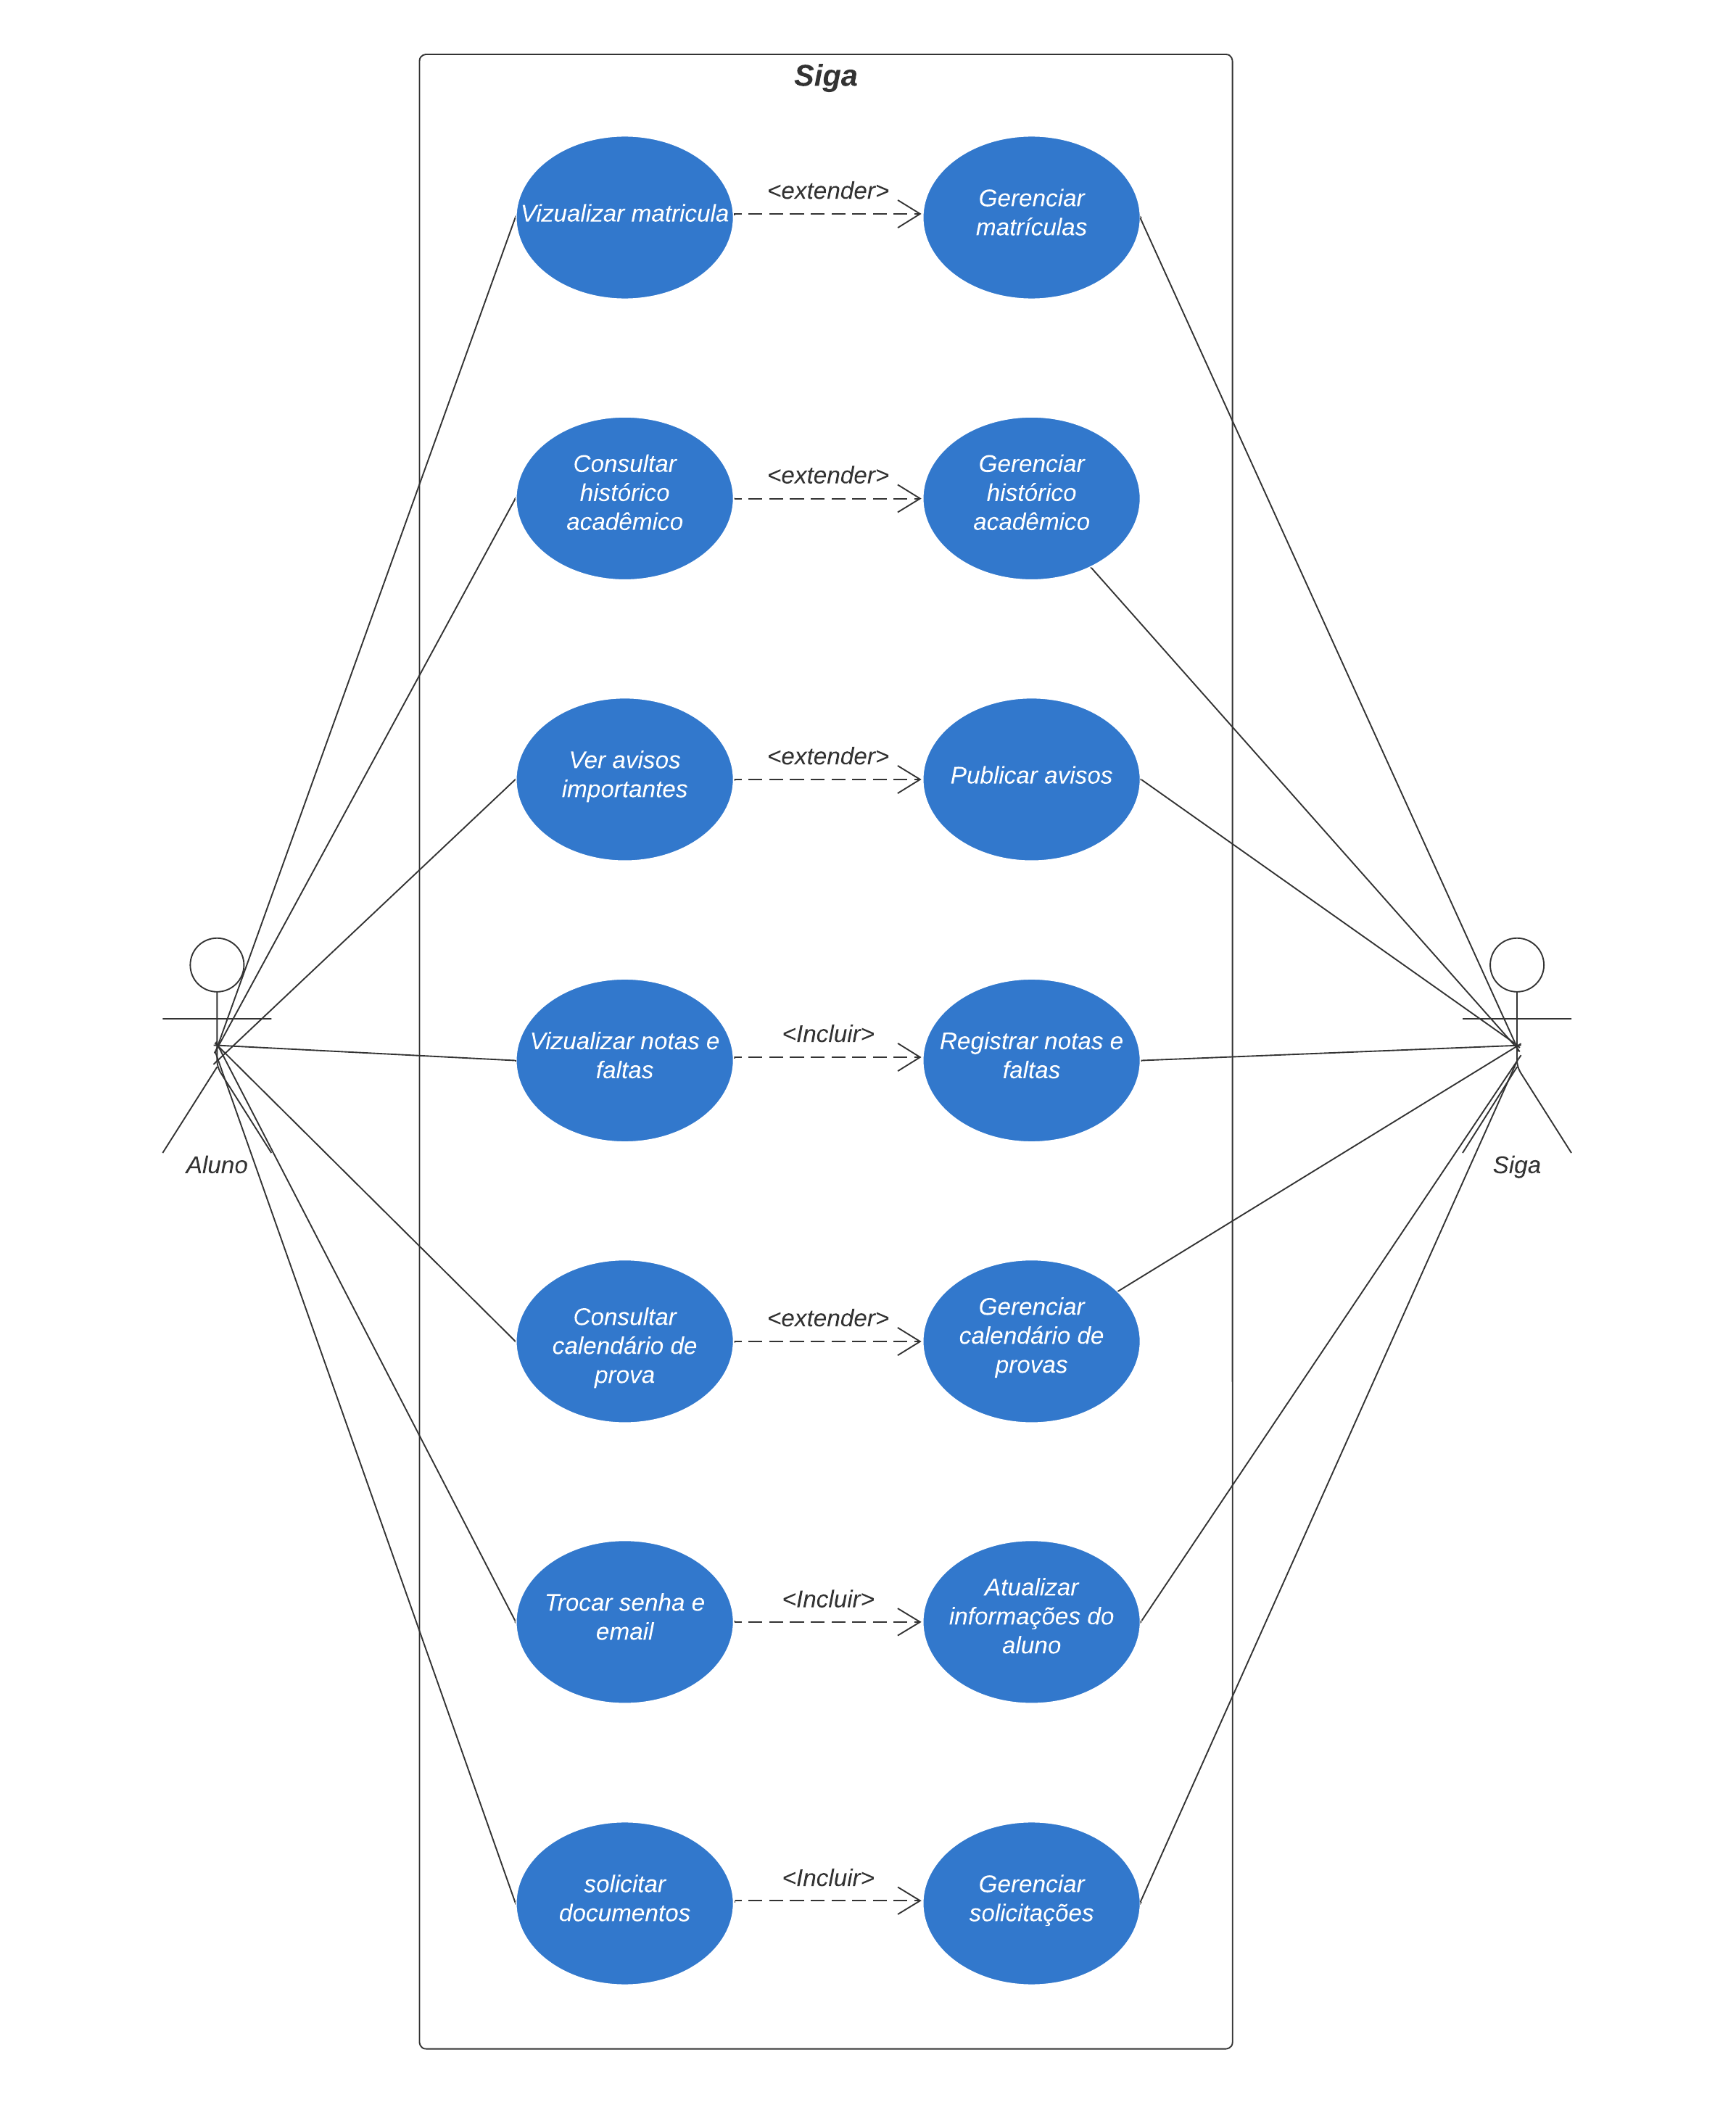 Siga
Vizualizar matricula
<extender>
Gerenciar
matrículas
Consultar
histórico
acadêmico
<extender>
Gerenciar
histórico
acadêmico
Ver avisos
importantes
<extender>
Publicar avisos
Vizualizar notas e
faltas
<Incluir>
Registrar notas e
faltas
Aluno
Siga
Consultar
calendário de
prova
<extender>
Gerenciar
calendário de
provas
Trocar senha e
email
<Incluir>
Atualizar
informações do
aluno
solicitar
documentos
<Incluir>
Gerenciar
solicitações